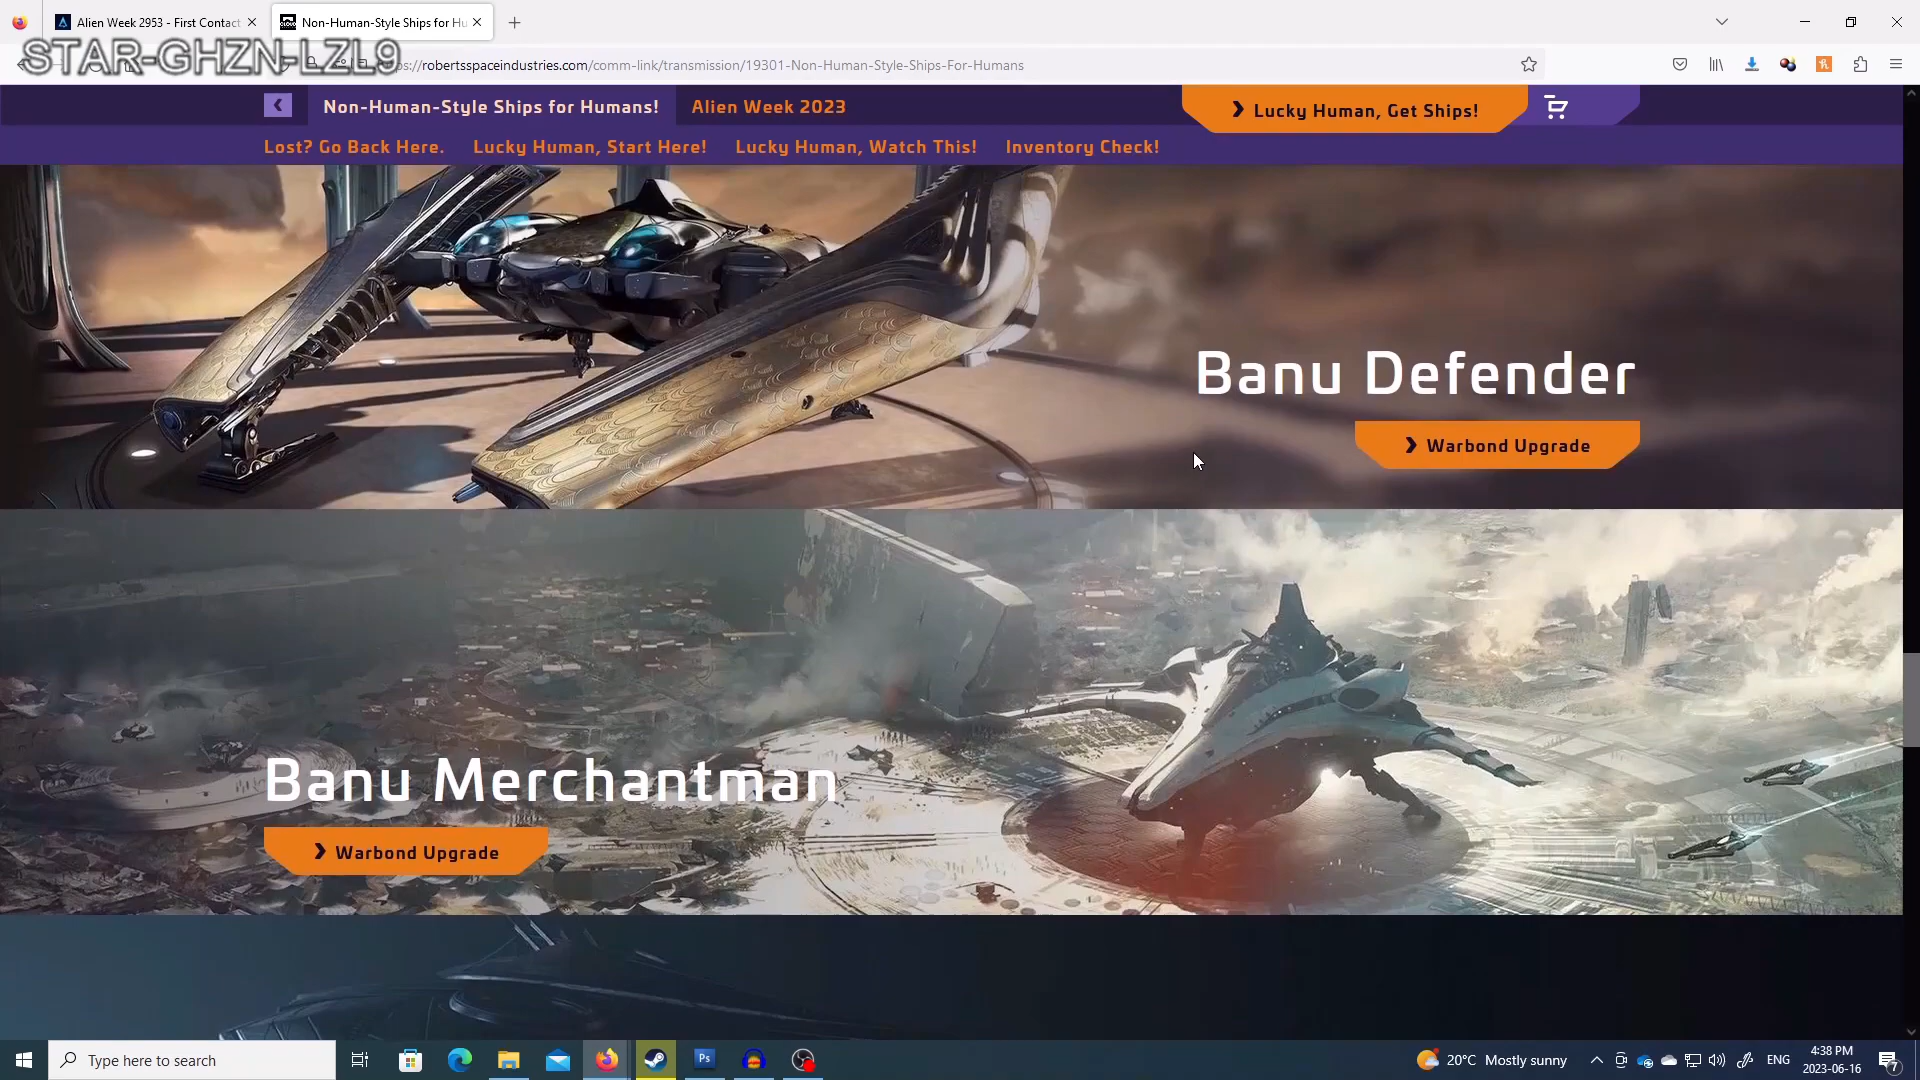 Alien Week 2953 - First Contact
Non-Human-Style Ships for Hu
STAR-GHZN-LZL9
https://robertsspaceindustries.com/comm-link/transmission/19301-Non-Human-Style-Ships-For-Humans
Non-Human-Style Ships for Humans!
Alien Week 2023
Lucky Human, Get Ships!
Lost? Go Back Here.
Lucky Human, Start Here!
Lucky Human, Watch This!
Inventory Check!
Banu Defender
Warbond Upgrade
Banu Merchantman
Warbond Upgrade
Type here to search
Ps
20°C Mostly sunny
ENG
4:38 PM
2023-06-16
7